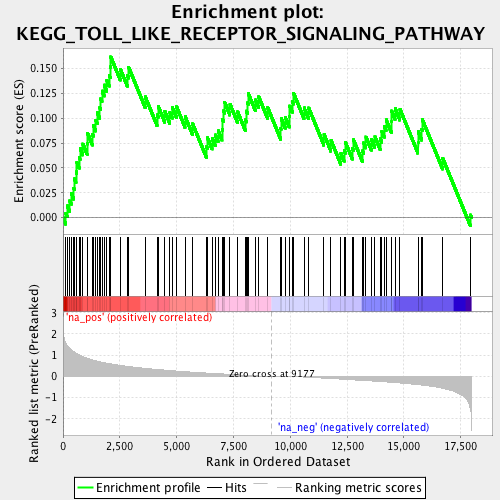 Enrichment plot:
KEGG_TOLL_LIKE_RECEPTOR_SIGNALING_PATHWAY
Enrichment score (ES)
0.150
0.125
0.100
0.075
0.050
0.025
0.000
Ranked list metric (PreRanked)
3
2
1
0
-1
-2
'na_pos' (positively correlated)
Zero cross at 9177
'na_neg' (negatively correlated)
0
2,500
5,000
7,500
10,000
12,500
15,000
17,500
Rank in Ordered Dataset
Enrichment profile
Hits
Ranking metric scores